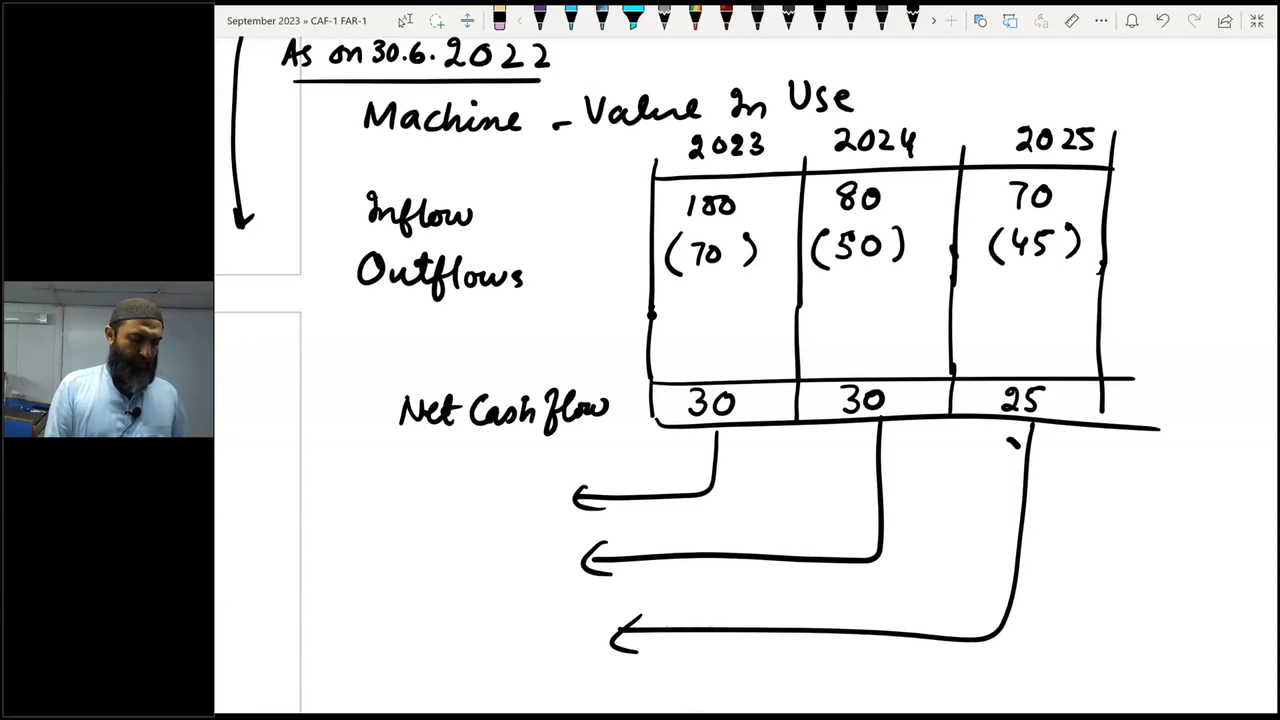 September 2023 » CAF-1 FAR-1
As on 30.6.2022
Machine - Value In Use
2023 2024 2025
Inflow 100 80 70
Outflows (70) (50) (45)
Net Cash flow 30 30 25